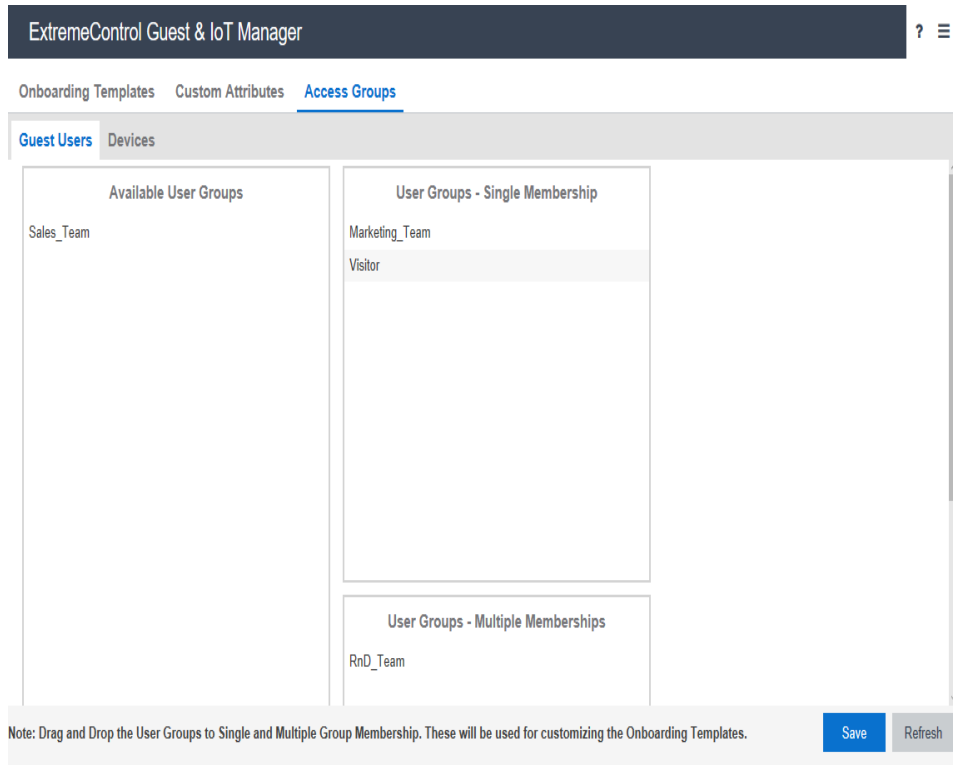 ExtremeControl Guest & IoT Manager
?
Onboarding Templates Custom Attributes Access Groups
Guest Users Devices
Available User Groups
Sales_Team
User Groups - Single Membership
Marketing_Team
Visitor
User Groups - Multiple Memberships
RnD_Team
Note: Drag and Drop the User Groups to Single and Multiple Group Membership. These will be used for customizing the Onboarding Templates.
Save Refresh